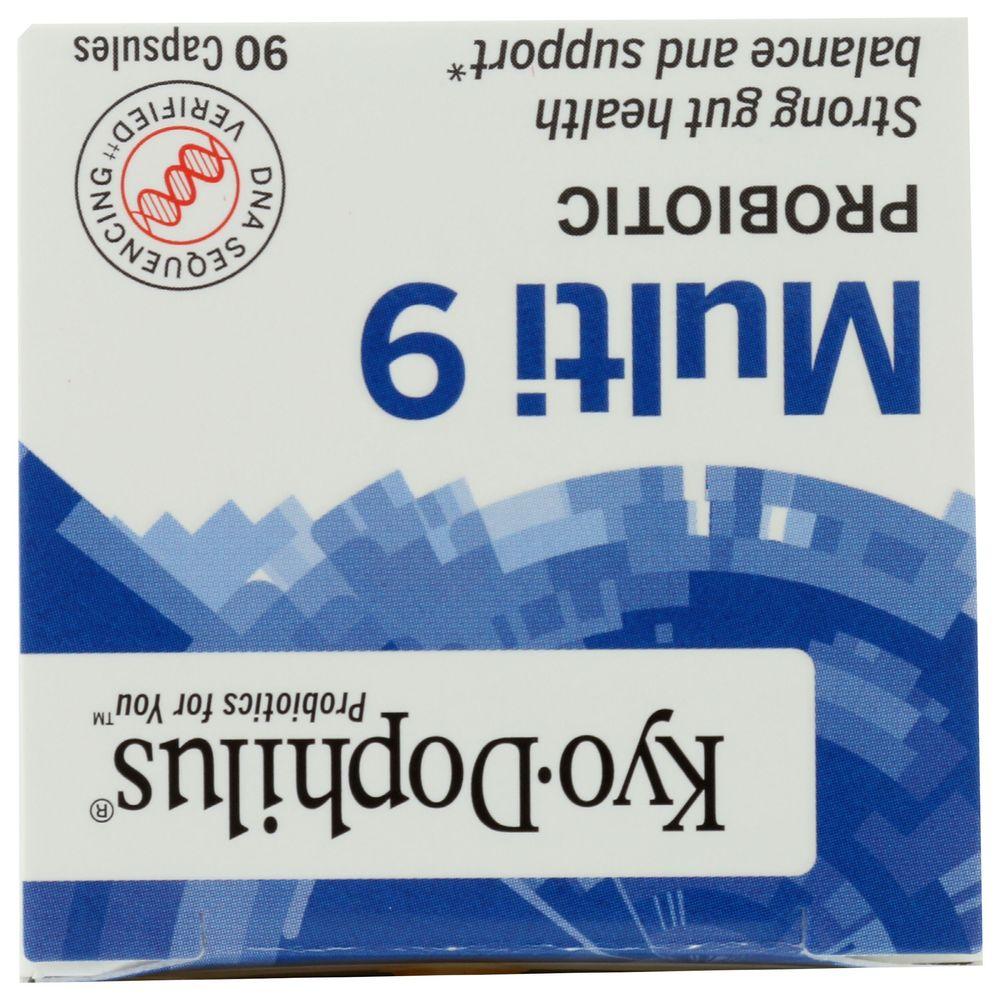 Kyo·Dophilus®
Probiotics for You™
Multi 9
PROBIOTIC
Strong gut health
balance and support*
DNA SEQUENCING
VERIFIED††
90 Capsules